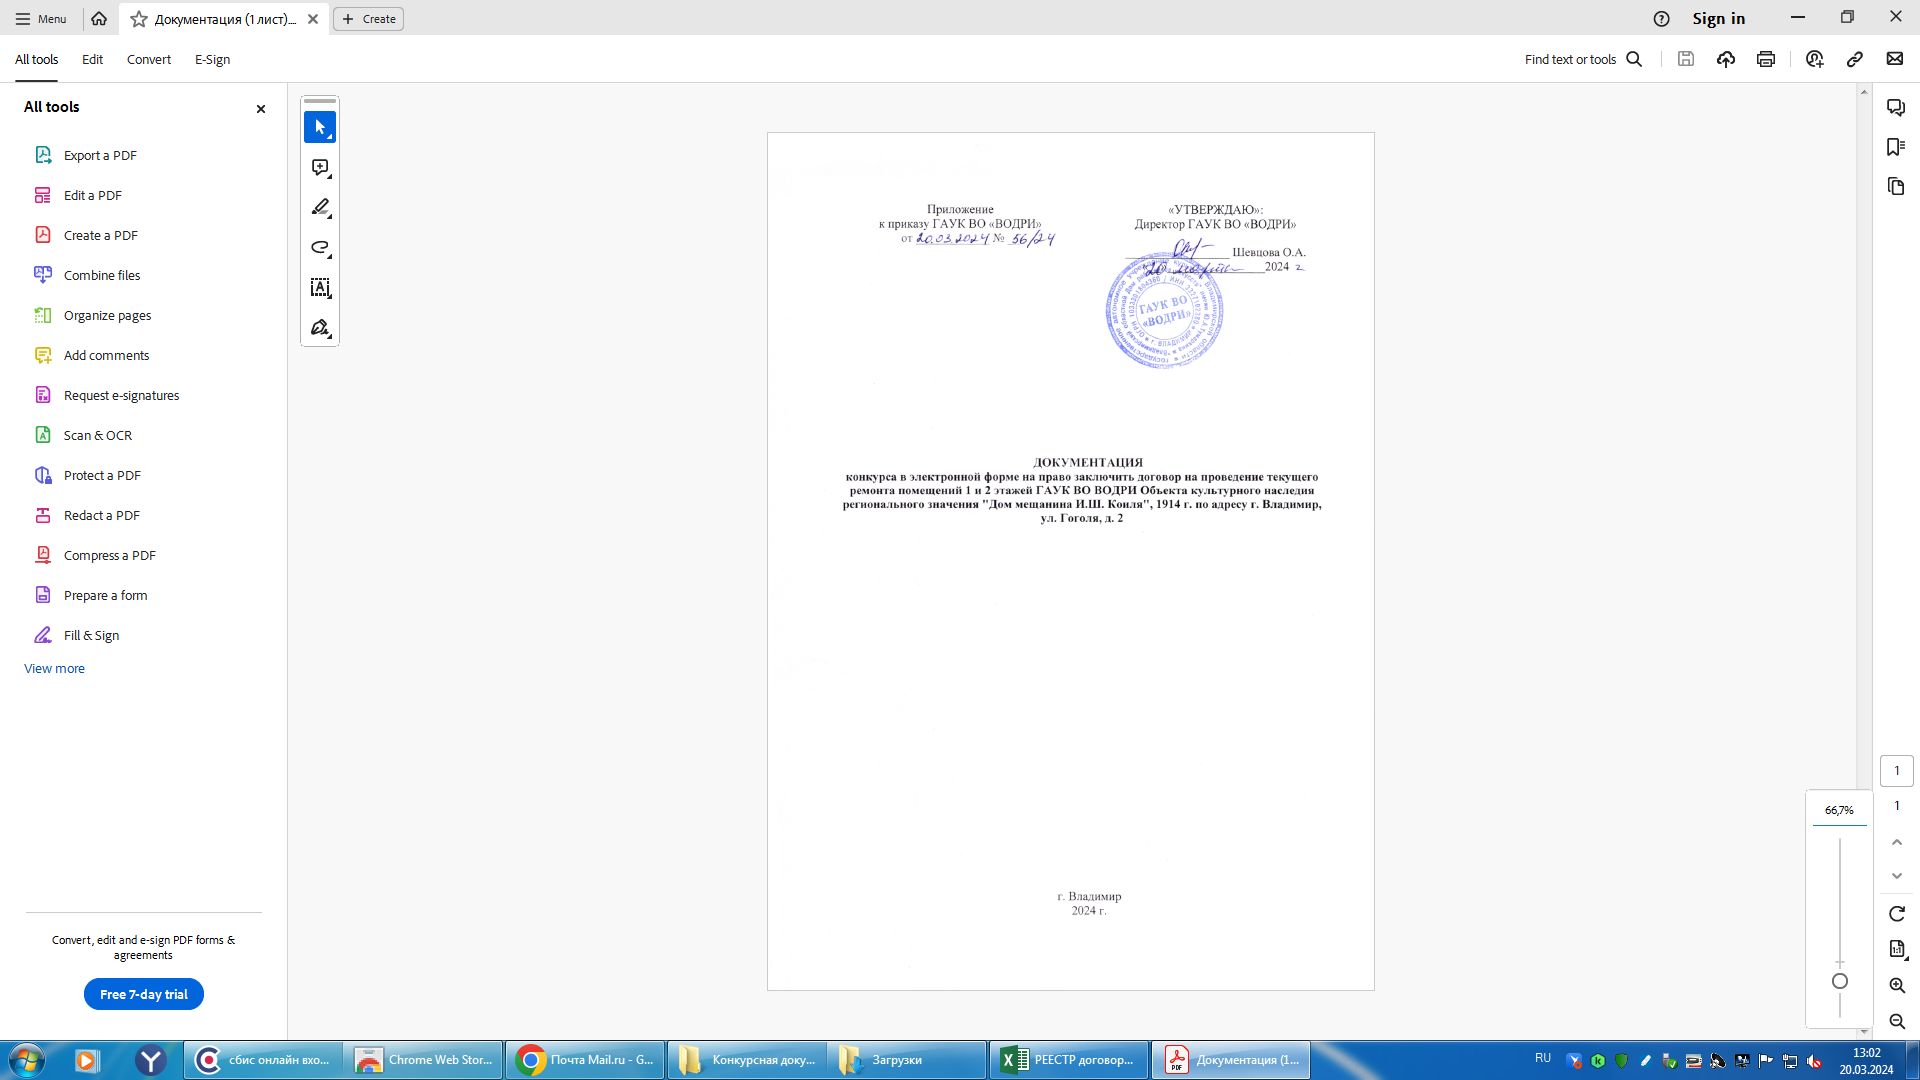 Menu
Документация (1 лист)....
Create
Sign in
All tools
Edit
Convert
E-Sign
Find text or tools
All tools
Export a PDF
Edit a PDF
Create a PDF
Combine files
Organize pages
Add comments
Request e-signatures
Scan & OCR
Protect a PDF
Redact a PDF
Compress a PDF
Prepare a form
Fill & Sign
View more
Convert, edit and e-sign PDF forms &
agreements
Free 7-day trial
Приложение
к приказу ГАУК ВО «ВОДРИ»
от 20.03.2024 № 56/24
«УТВЕРЖДАЮ»:
Директор ГАУК ВО «ВОДРИ»
Шевцова О.А.
"20" марта 2024 г
ГАУК ВО
«ВОДРИ»
г. ВЛАДИМИР
ДОКУМЕНТАЦИЯ
конкурса в электронной форме на право заключить договор на проведение текущего
ремонта помещений 1 и 2 этажей ГАУК ВО ВОДРИ Объекта культурного наследия
регионального значения "Дом мещанина И.Ш. Коиля", 1914 г. по адресу г. Владимир,
ул. Гоголя, д. 2
г. Владимир
2024 г.
1
1
66,7%
1:1
сбис онлайн вхо...
Chrome Web Stor...
Почта Mail.ru - G...
Конкурсная доку...
Загрузки
РЕЕСТР договор...
Документация (1...
RU
13:02
20.03.2024